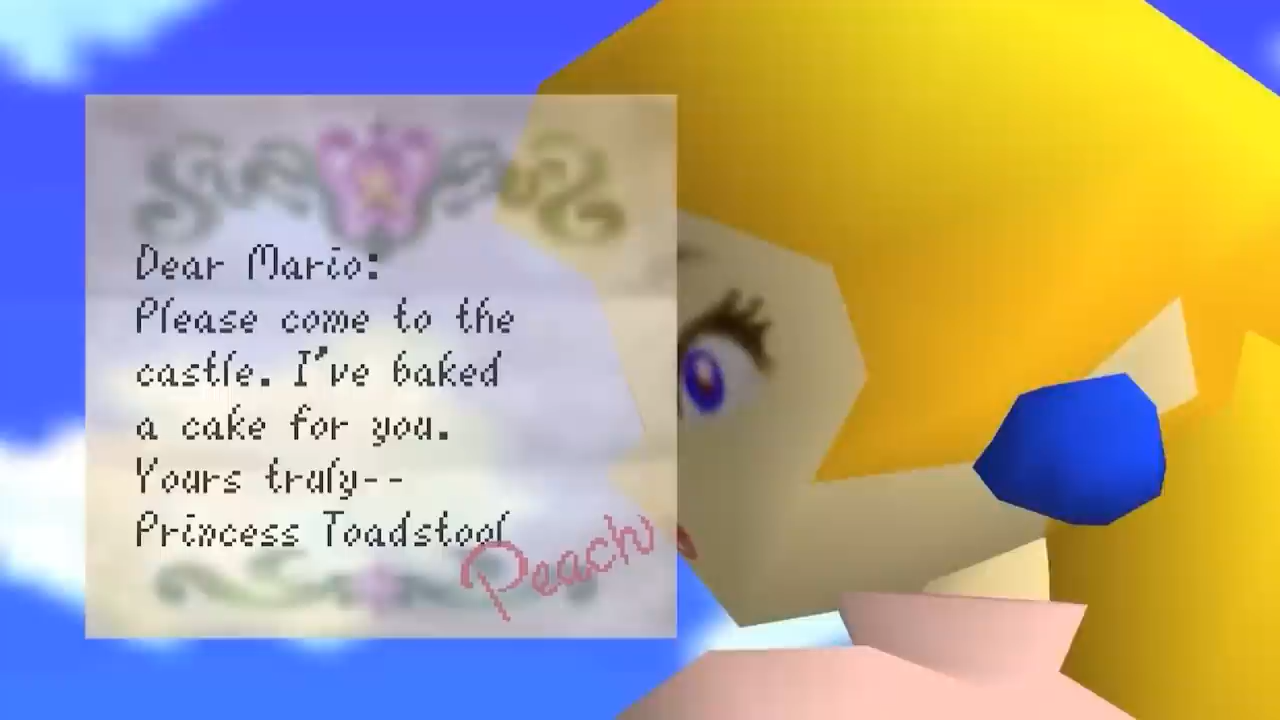 Dear Mario:
Please come to the
castle. I've baked
a cake for you.
Yours truly--
Princess Toadstool
Peach